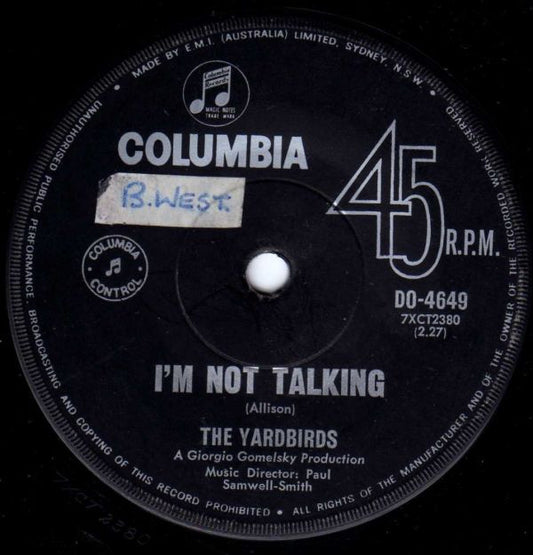 MADE BY E.M.I. (AUSTRALIA) LIMITED, SYDNEY, N.S.W. • ALL RIGHTS OF THE MANUFACTURER AND OF THE OWNER OF THE RECORDED WORK RESERVED
UNAUTHORISED PUBLIC PERFORMANCE, BROADCASTING AND COPYING OF THIS RECORD PROHIBITED •
Columbia
Records
MAGIC NOTES
TRADE MARK
COLUMBIA
B.WEST.
45 R.P.M.
COLUMBIA
CONTROL
DO-4649
7XCT2380
(2.27)
I'M NOT TALKING
(Allison)
THE YARDBIRDS
A Giorgio Gomelsky Production
Music Director: Paul
Samwell-Smith
7XCT2380